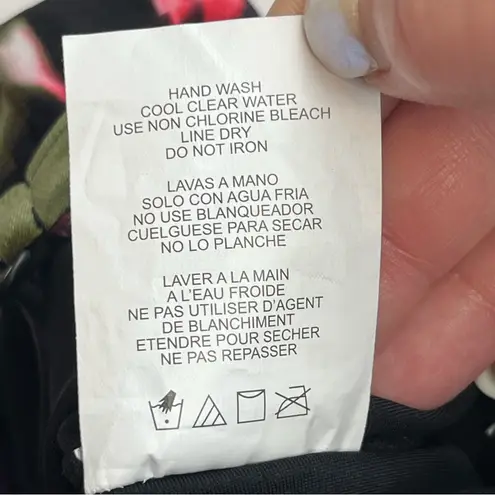 HAND WASH
COOL CLEAR WATER
USE NON CHLORINE BLEACH
LINE DRY
DO NOT IRON
LAVAS A MANO
SOLO CON AGUA FRIA
NO USE BLANQUEADOR
CUELGUESE PARA SECAR
NO LO PLANCHE
LAVER A LA MAIN
A L'EAU FROIDE
NE PAS UTILISER D'AGENT
DE BLANCHIMENT
ETENDRE POUR SECHER
NE PAS REPASSER